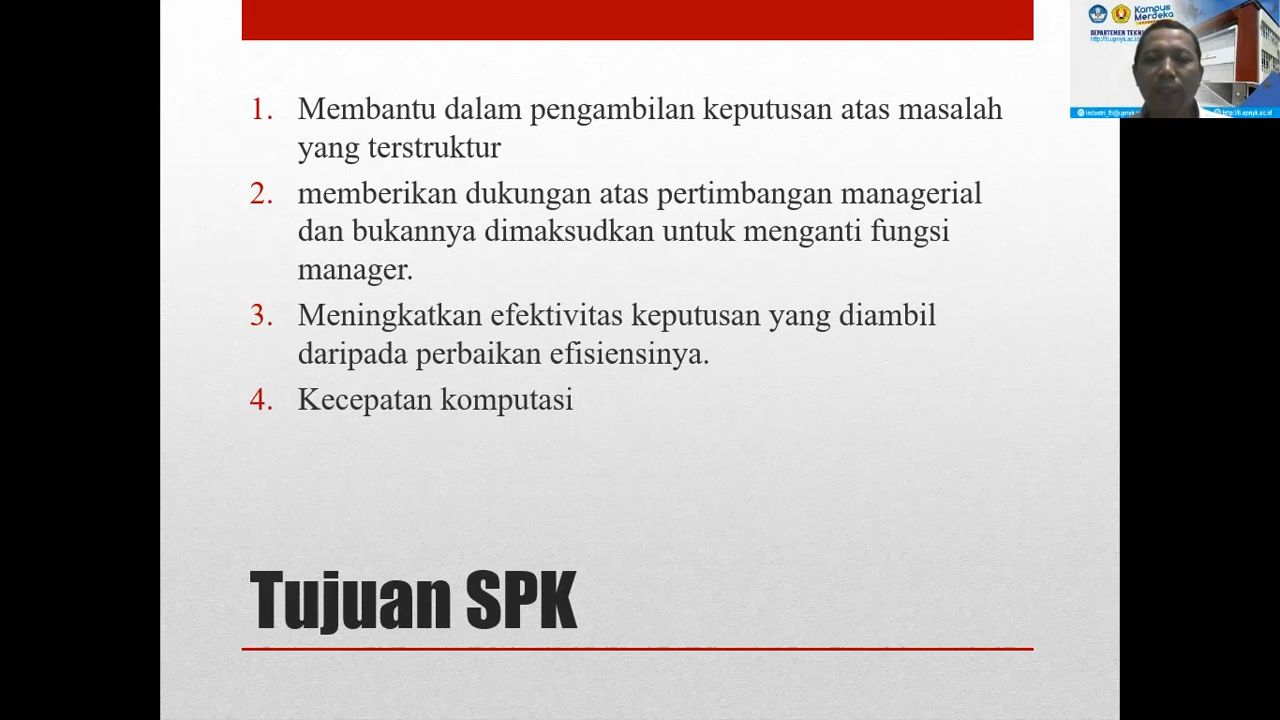 1. Membantu dalam pengambilan keputusan atas masalah
yang terstruktur
2. memberikan dukungan atas pertimbangan managerial
dan bukannya dimaksudkan untuk menganti fungsi
manager.
3. Meningkatkan efektivitas keputusan yang diambil
daripada perbaikan efisiensinya.
4. Kecepatan komputasi
Tujuan SPK
Kampus
Merdeka
DEPARTEMEN